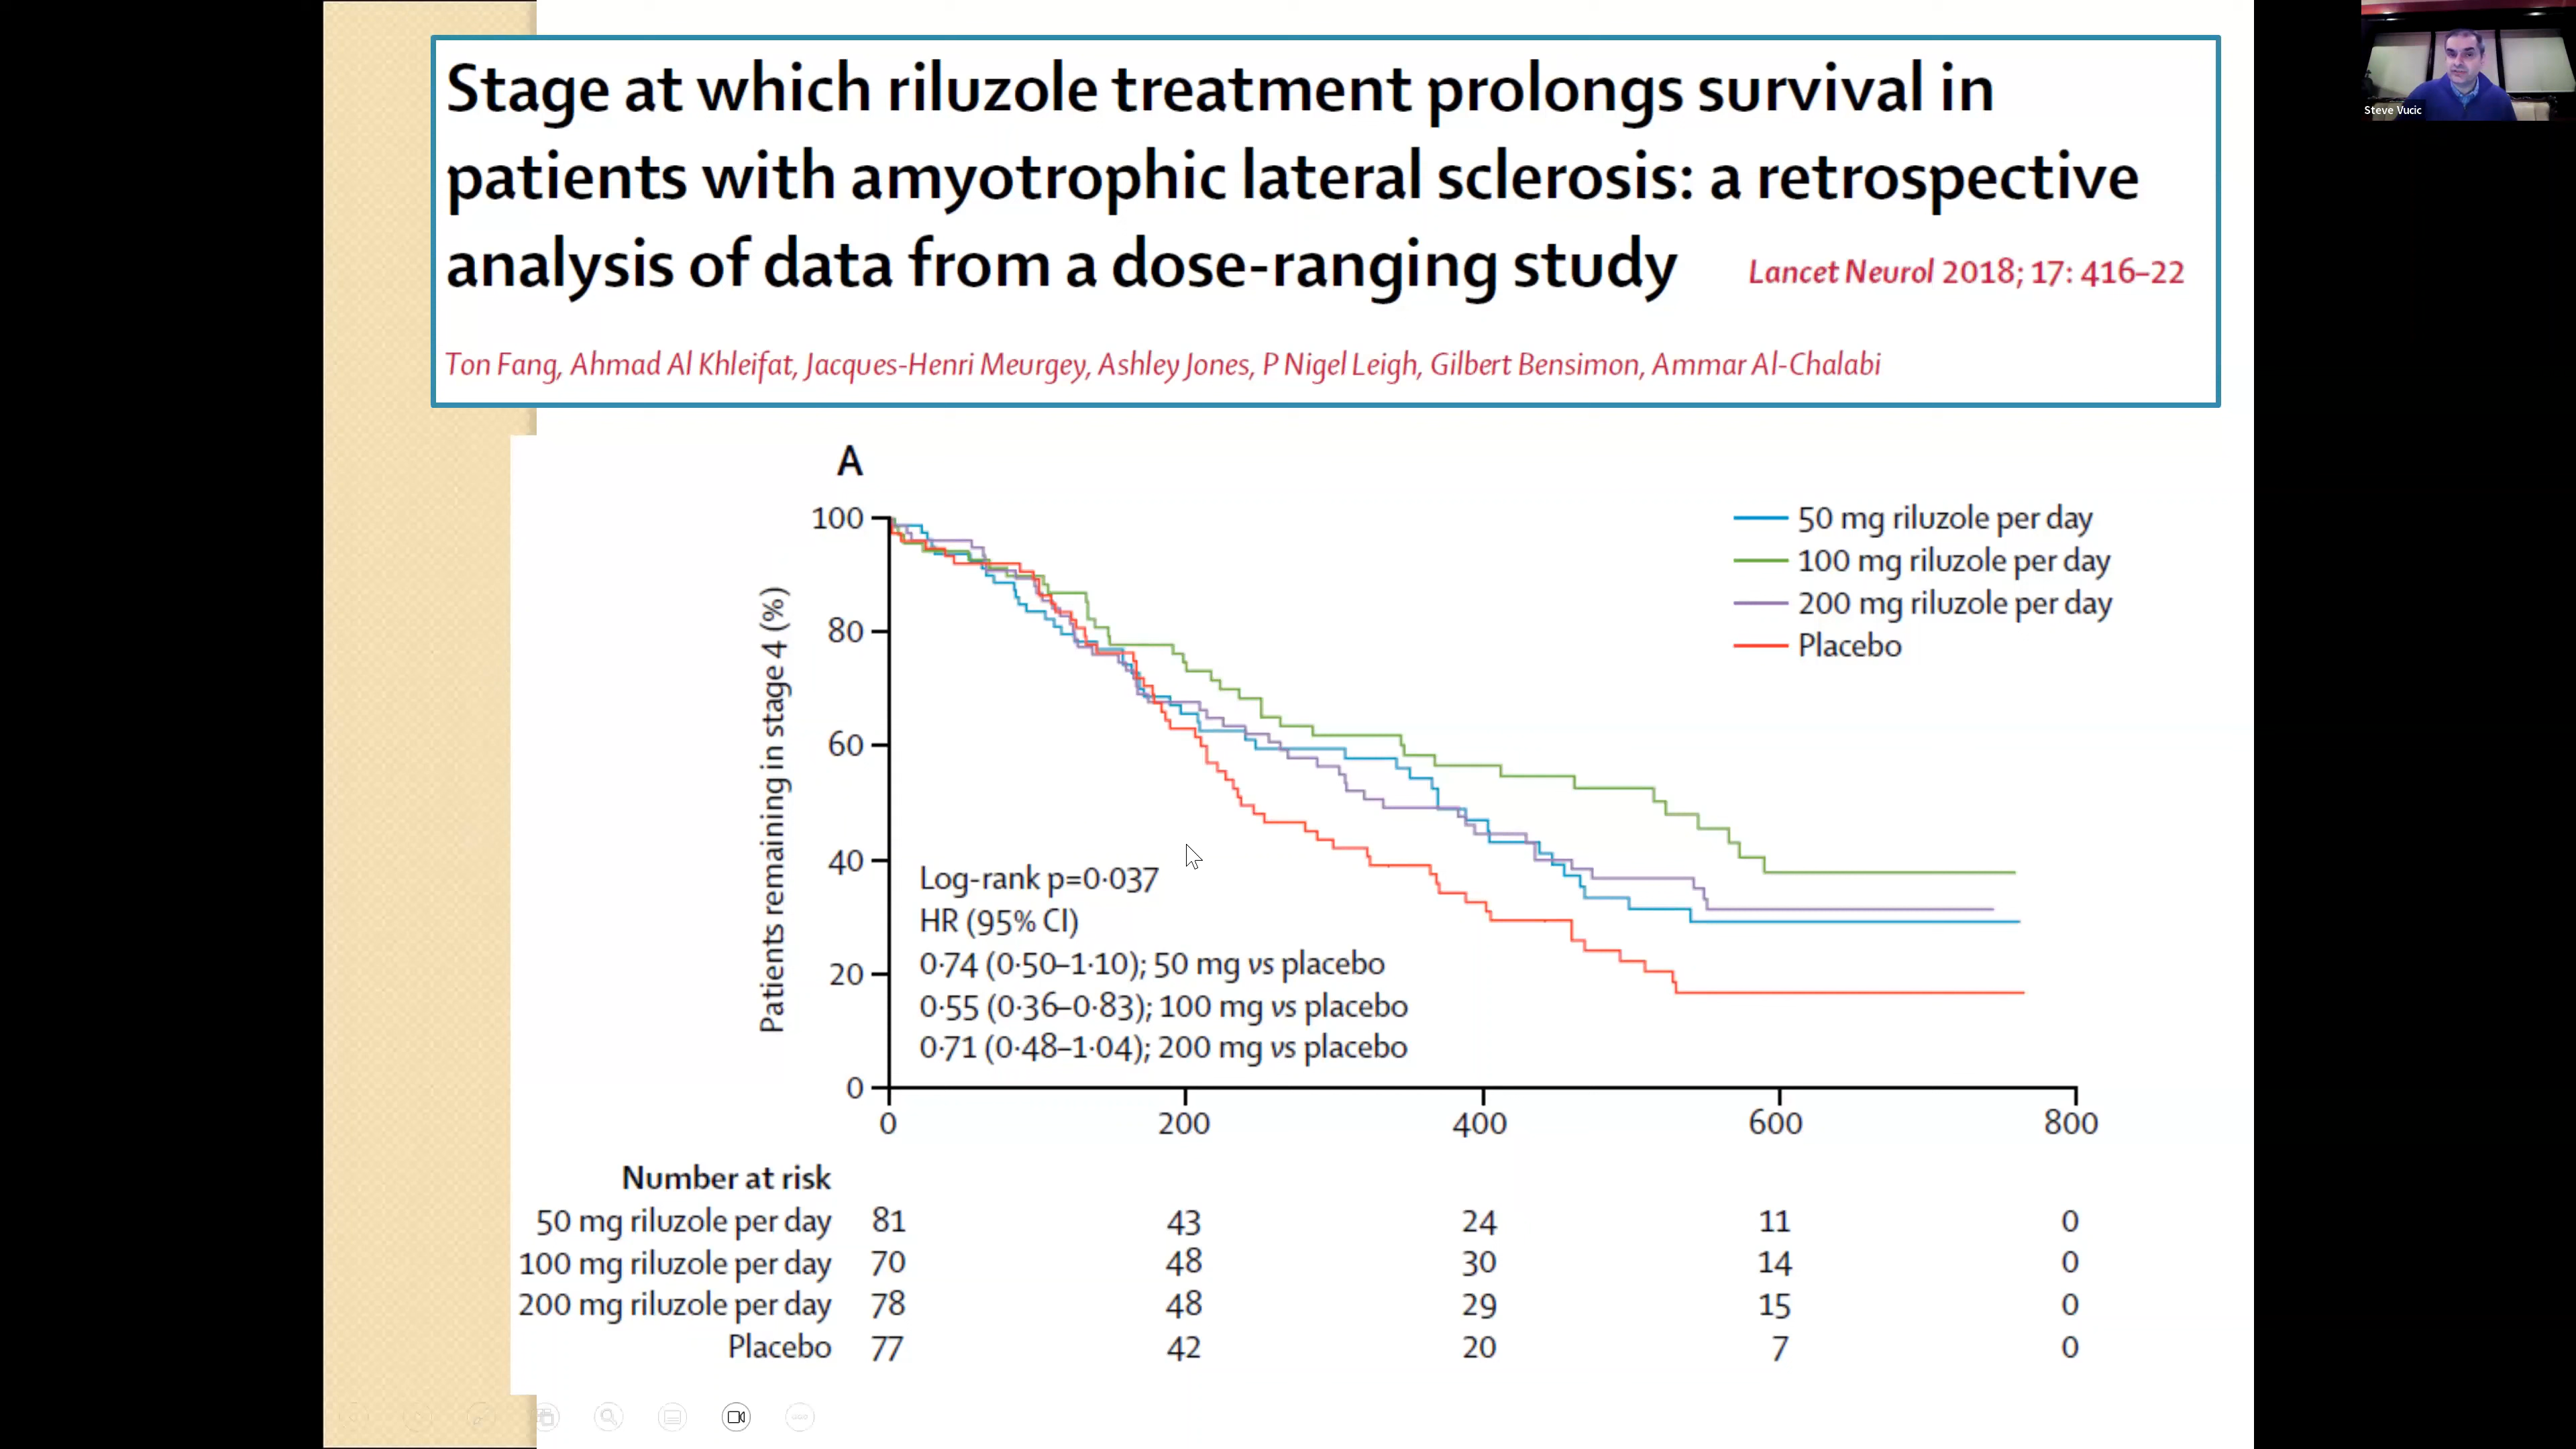 Stage at which riluzole treatment prolongs survival in
patients with amyotrophic lateral sclerosis: a retrospective
analysis of data from a dose-ranging study
Lancet Neurol 2018; 17: 416–22
Ton Fang, Ahmad Al Khleifat, Jacques-Henri Meurgey, Ashley Jones, P Nigel Leigh, Gilbert Bensimon, Ammar Al-Chalabi
Steve Vucic
A
Patients remaining in stage 4 (%)
100
80
60
40
20
0
50 mg riluzole per day
100 mg riluzole per day
200 mg riluzole per day
Placebo
Log-rank p=0·037
HR (95% CI)
0·74 (0·50–1·10); 50 mg vs placebo
0·55 (0·36–0·83); 100 mg vs placebo
0·71 (0·48–1·04); 200 mg vs placebo
0 200 400 600 800
Number at risk
50 mg riluzole per day 81 43 24 11 0
100 mg riluzole per day 70 48 30 14 0
200 mg riluzole per day 78 48 29 15 0
Placebo 77 42 20 7 0